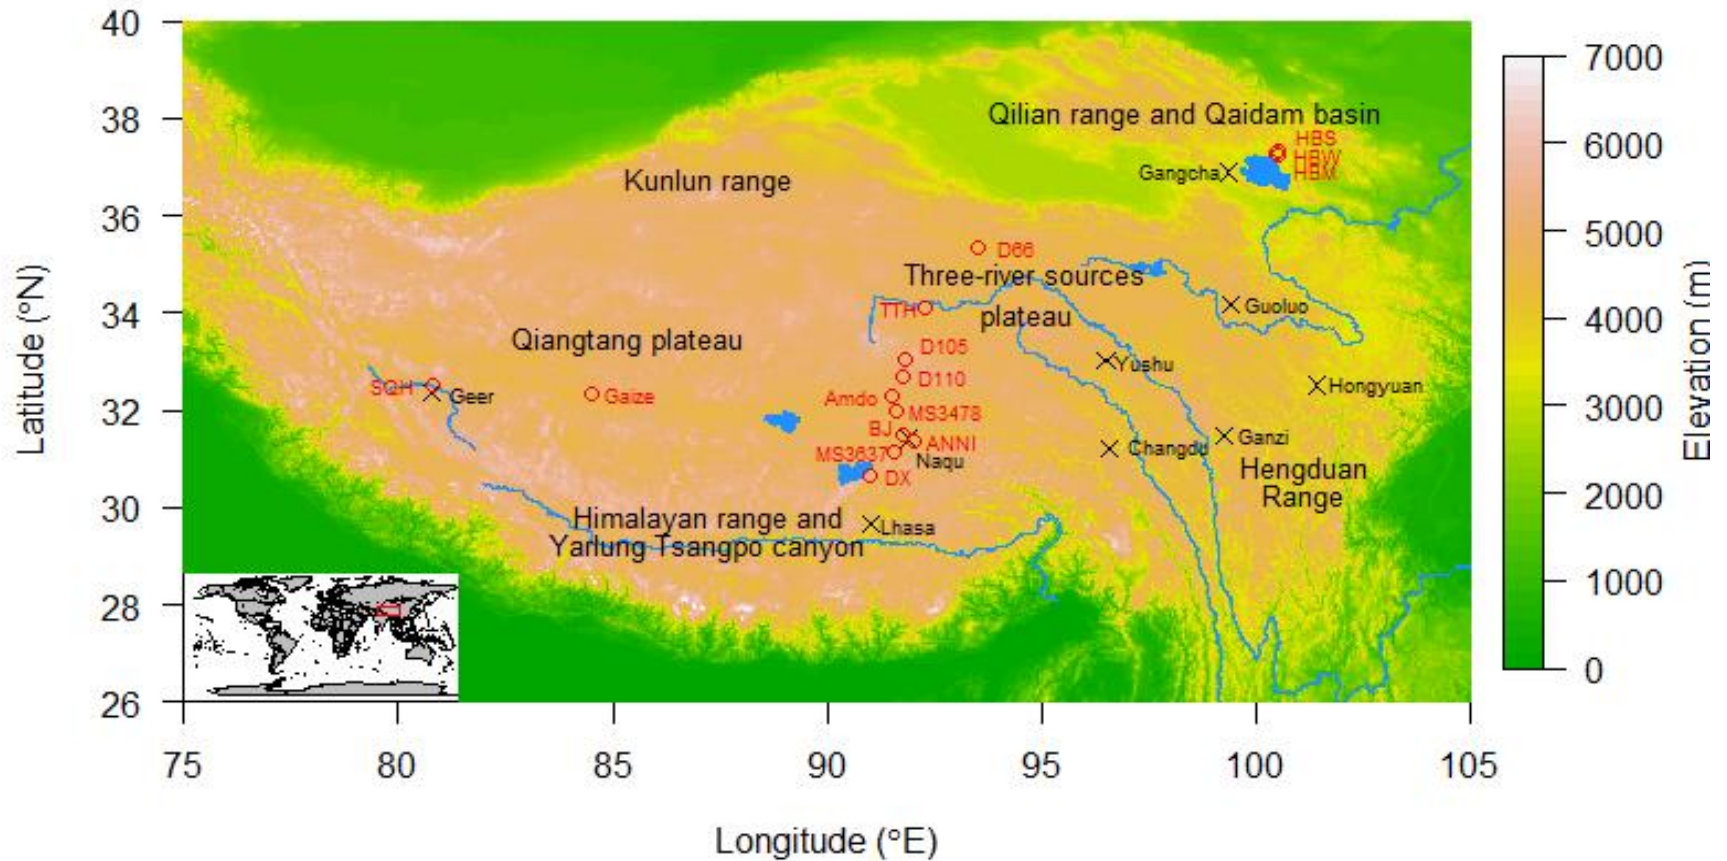 40
38
36
34
32
30
28
26
Latitude (°N)
75
80
85
90
95
100
105
Longitude (°E)
7000
6000
5000
4000
3000
2000
1000
0
Elevation (m)
Qilian range and Qaidam basin
HBS
HBW
HBM
Gangcha
Kunlun range
D66
Three-river sources
plateau
TTH
Guoluo
Qiangtang plateau
D105
D110
Yushu
SQH
Geer
Gaize
Amdo
Hongyuan
MS3478
BJ
ANNI
MS3637
Naqu
Changdu
Ganzi
DX
Hengduan
Range
Himalayan range and
Yarlung Tsangpo canyon
Lhasa